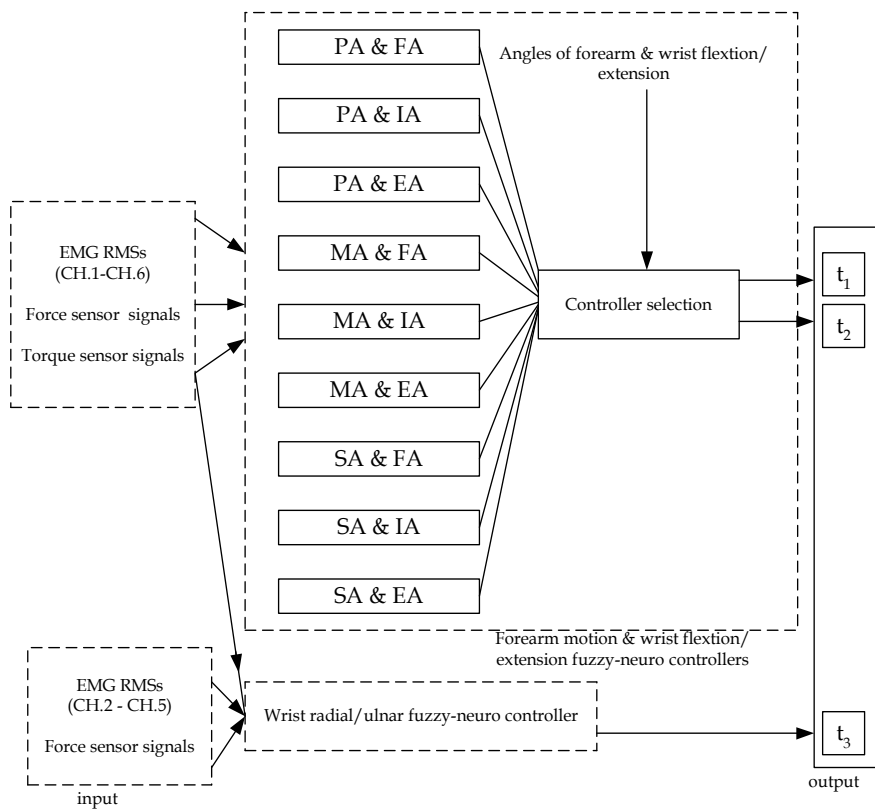 PA & FA
PA & IA
PA & EA
MA & FA
MA & IA
MA & EA
SA & FA
SA & IA
SA & EA
Angles of forearm & wrist flextion/
extension
Controller selection
EMG RMSs
(CH.1-CH.6)
Force sensor signals
Torque sensor signals
t1
t2
Forearm motion & wrist flextion/
extension fuzzy-neuro controllers
EMG RMSs
(CH.2 - CH.5)
Force sensor signals
input
Wrist radial/ulnar fuzzy-neuro controller
t3
output